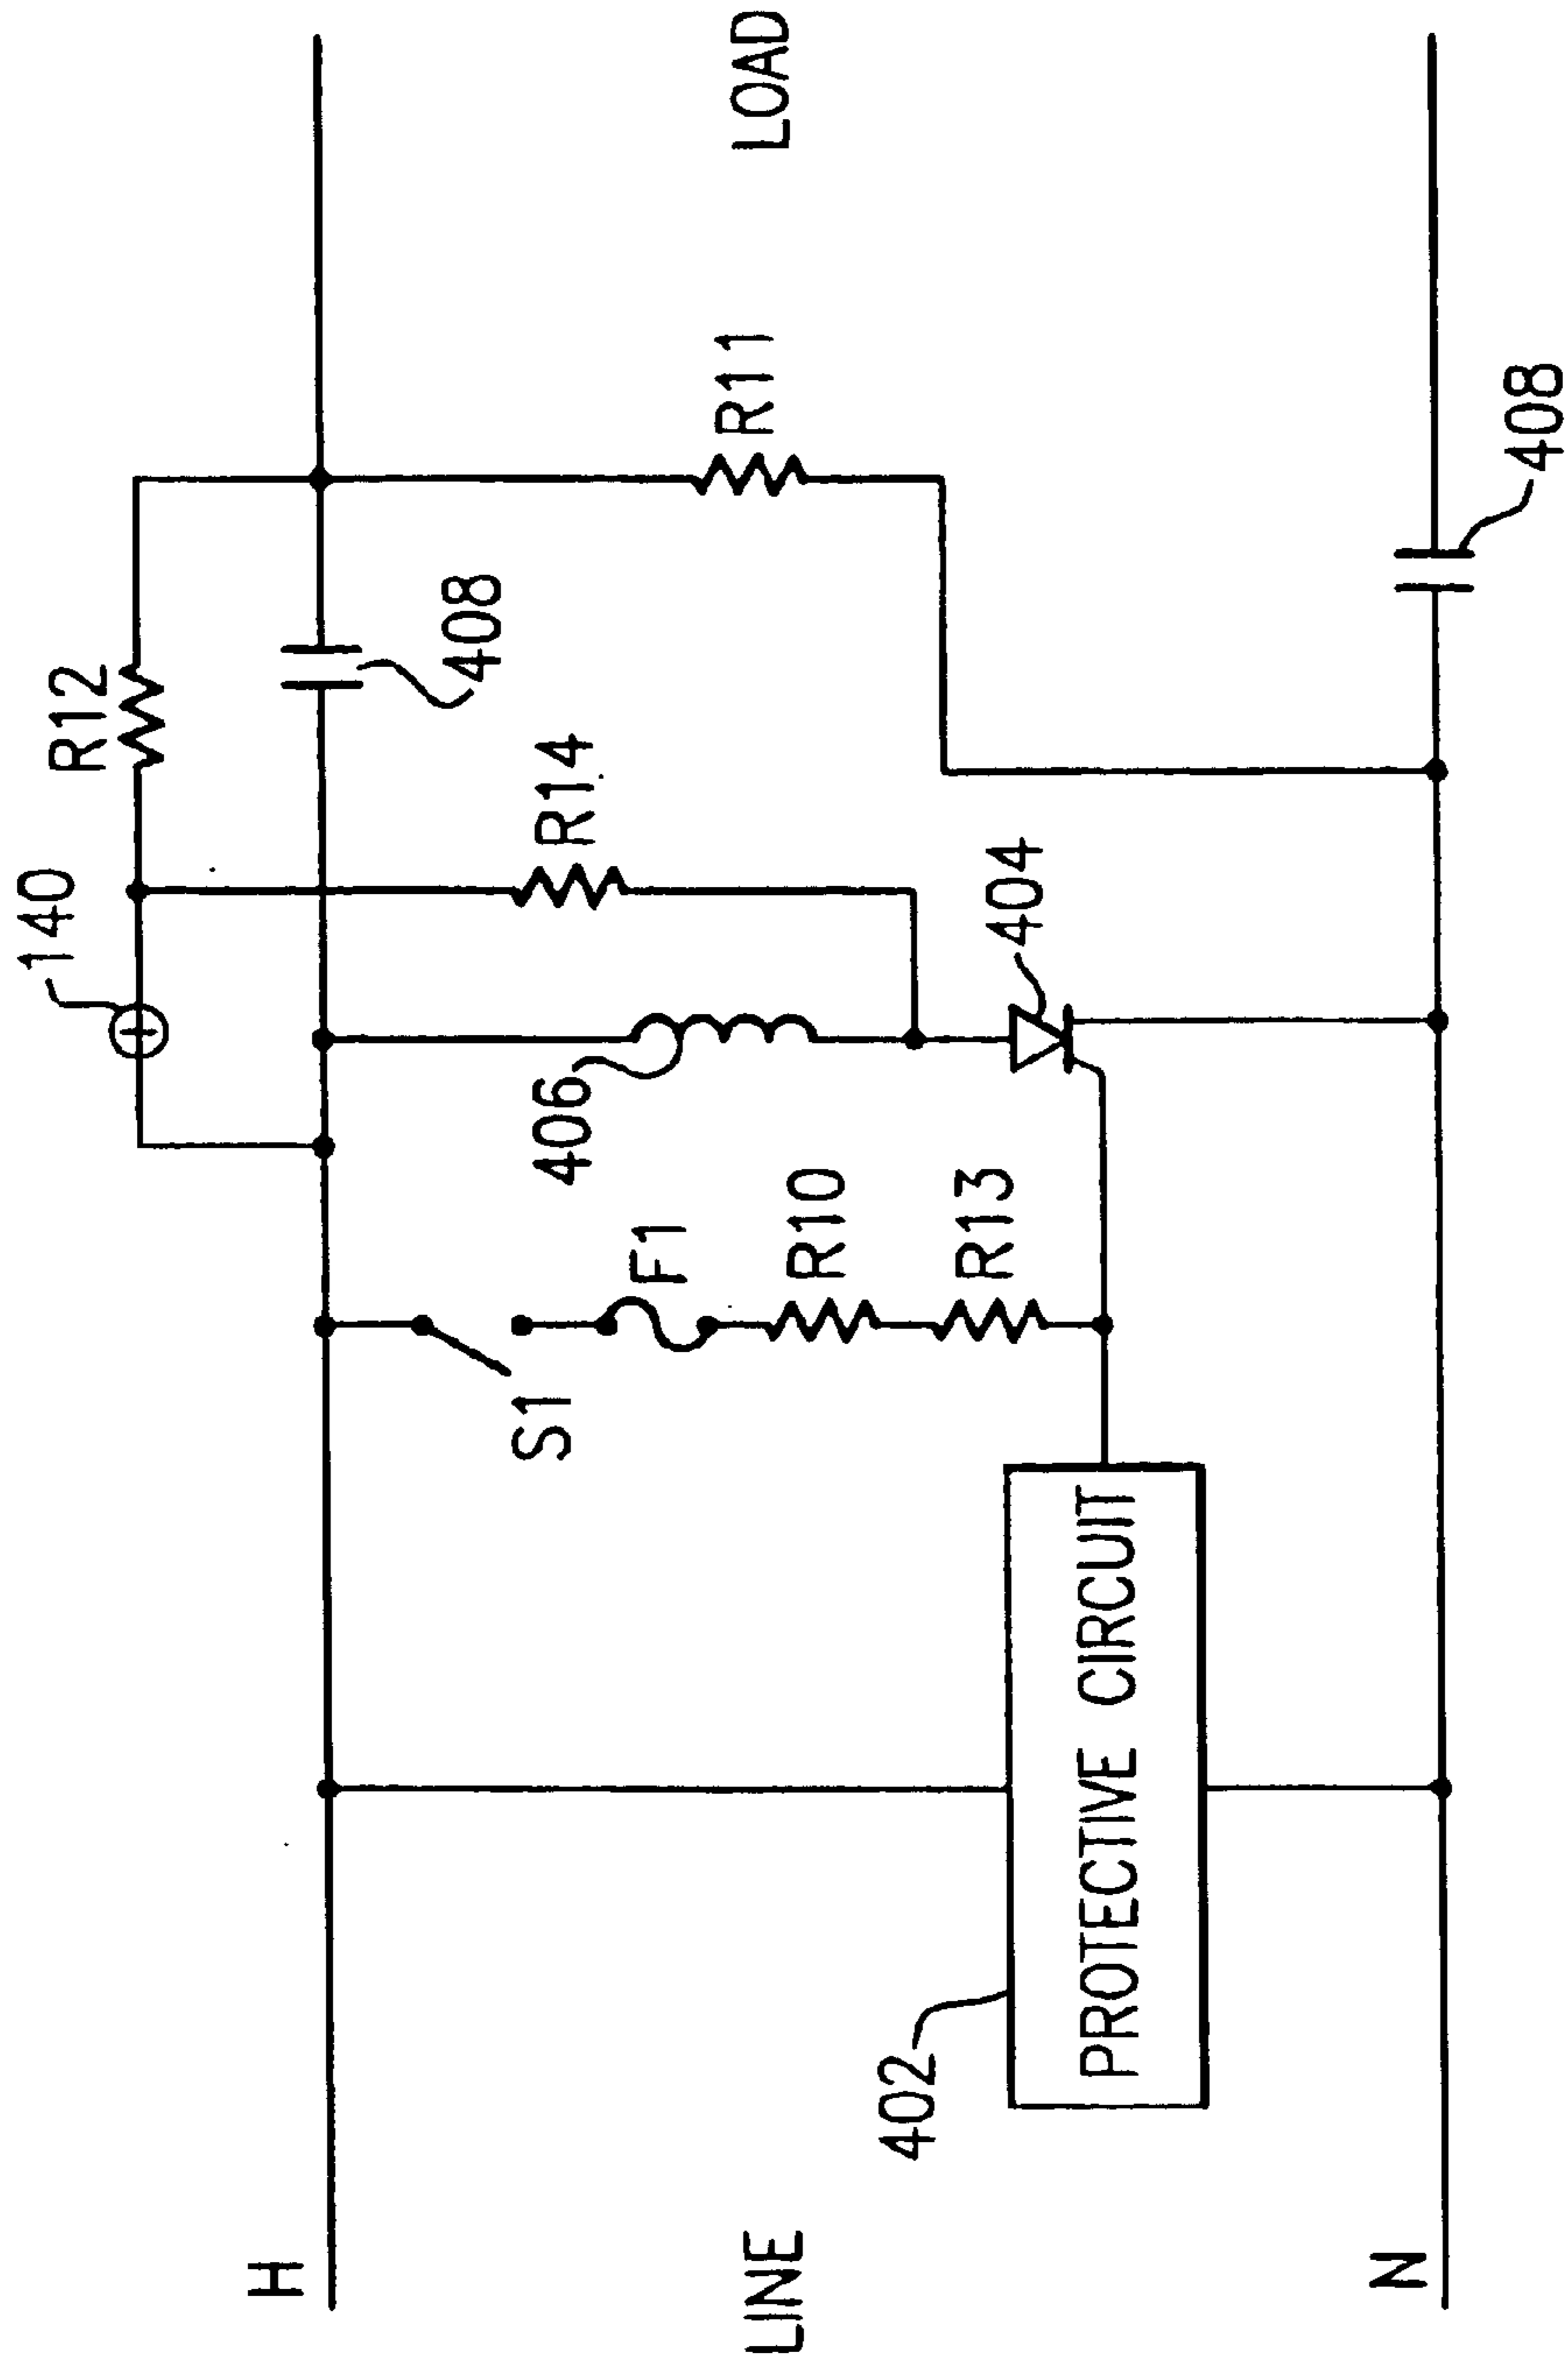 140
R12
H
408
406
R14
S1
F1
R10
R13
R11
LINE
LOAD
402
404
PROTECTIVE CIRCUIT
N
408